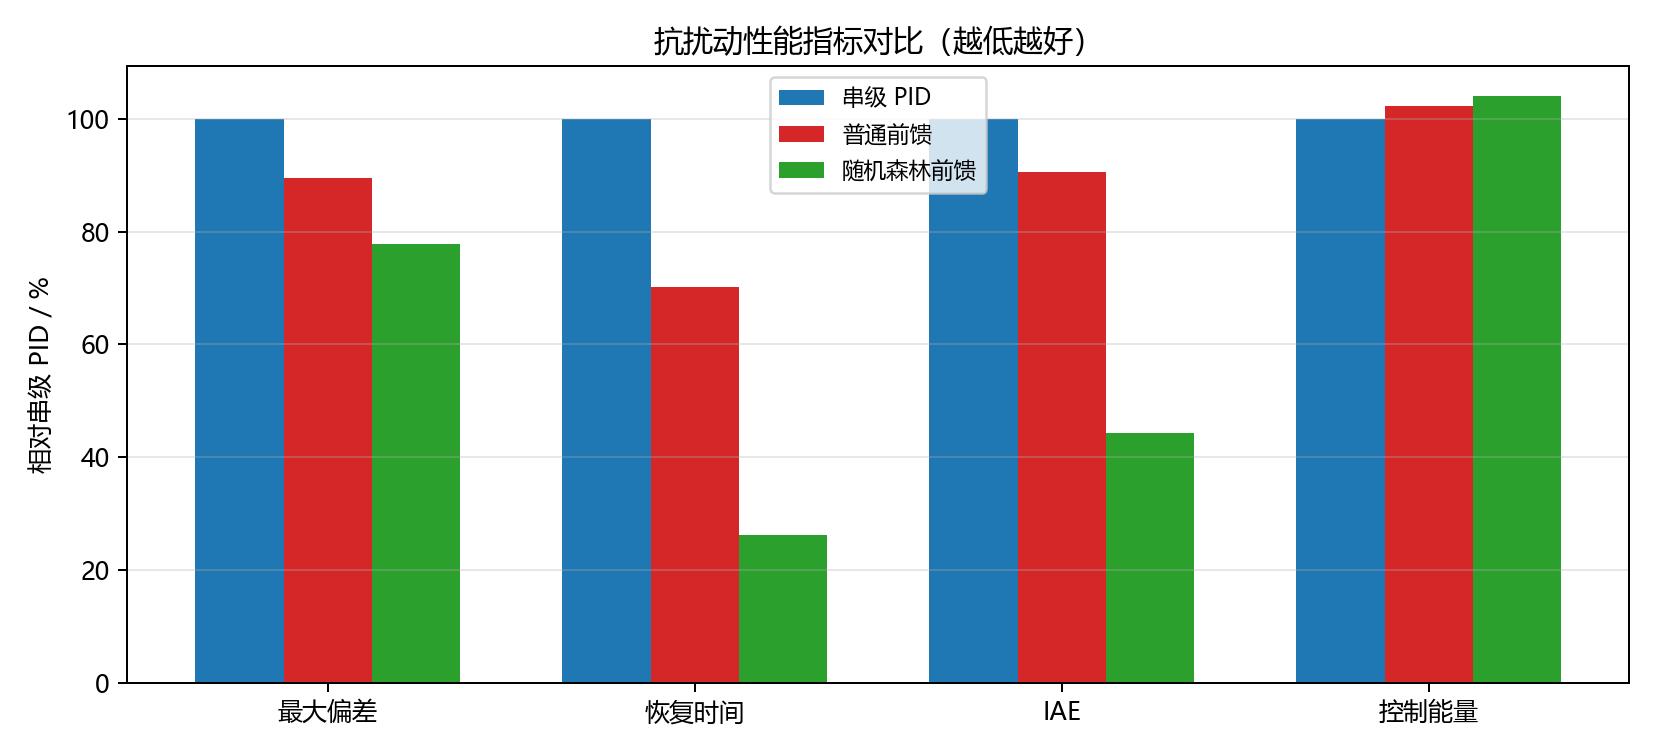 抗扰动性能指标对比（越低越好）
串级 PID
普通前馈
随机森林前馈
相对串级 PID / %
100
80
60
40
20
0
最大偏差
恢复时间
IAE
控制能量